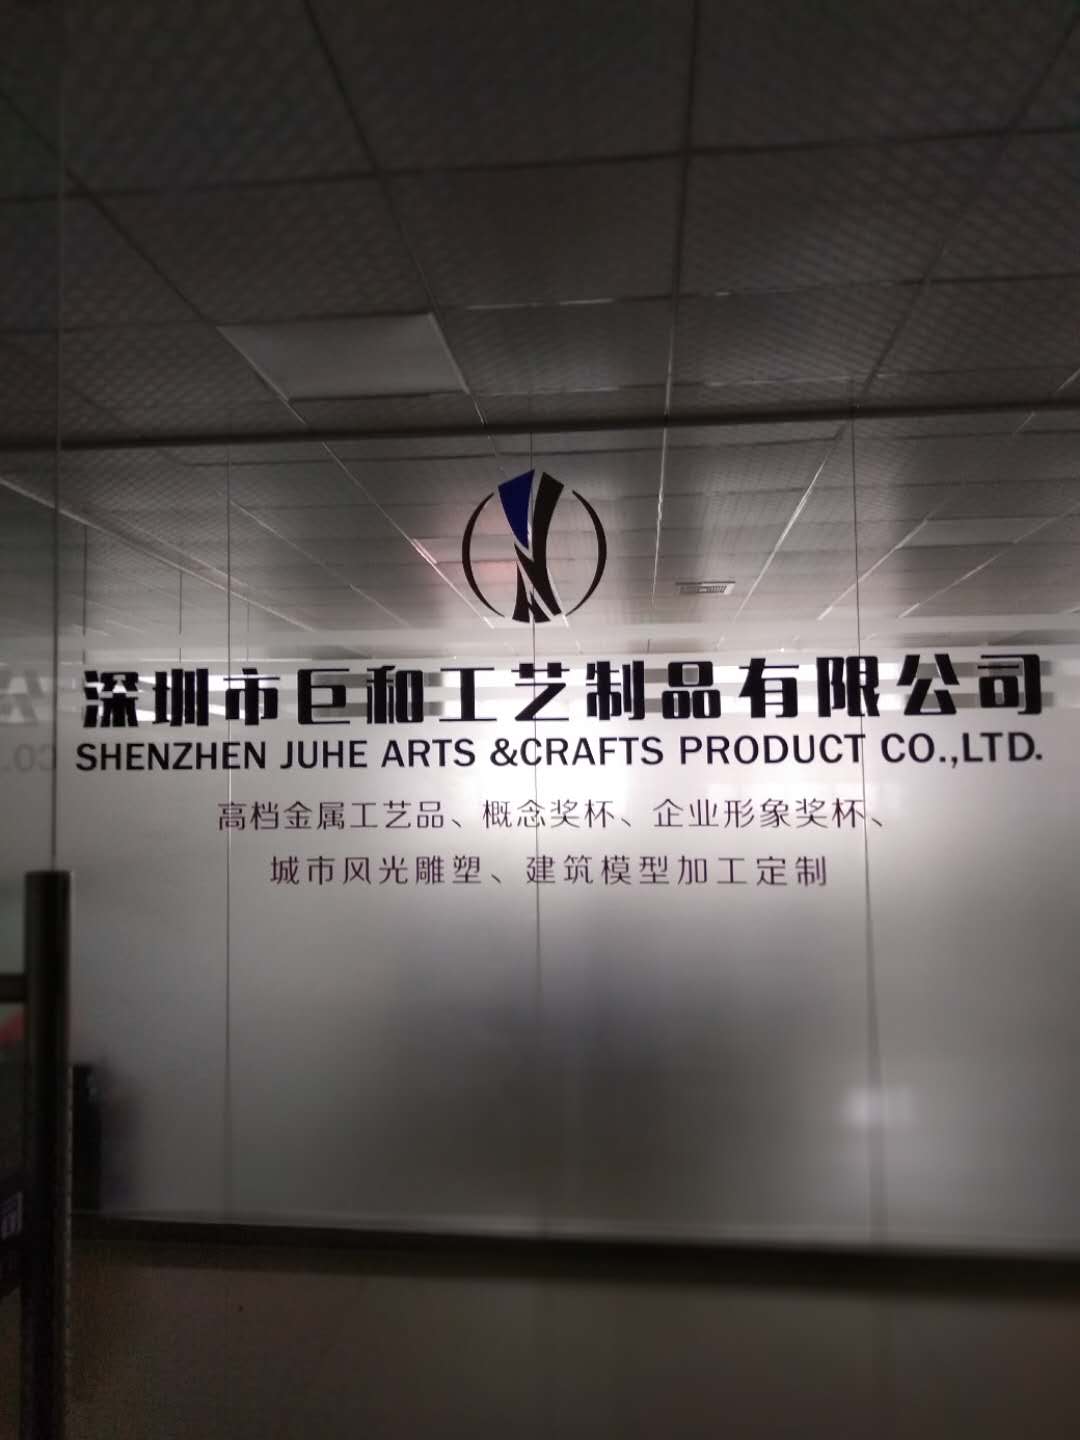 深圳市巨和工艺制品有限公司
SHENZHEN JUHE ARTS &CRAFTS PRODUCT CO.,LTD.
高档金属工艺品、概念奖杯、企业形象奖杯、
城市风光雕塑、建筑模型加工定制